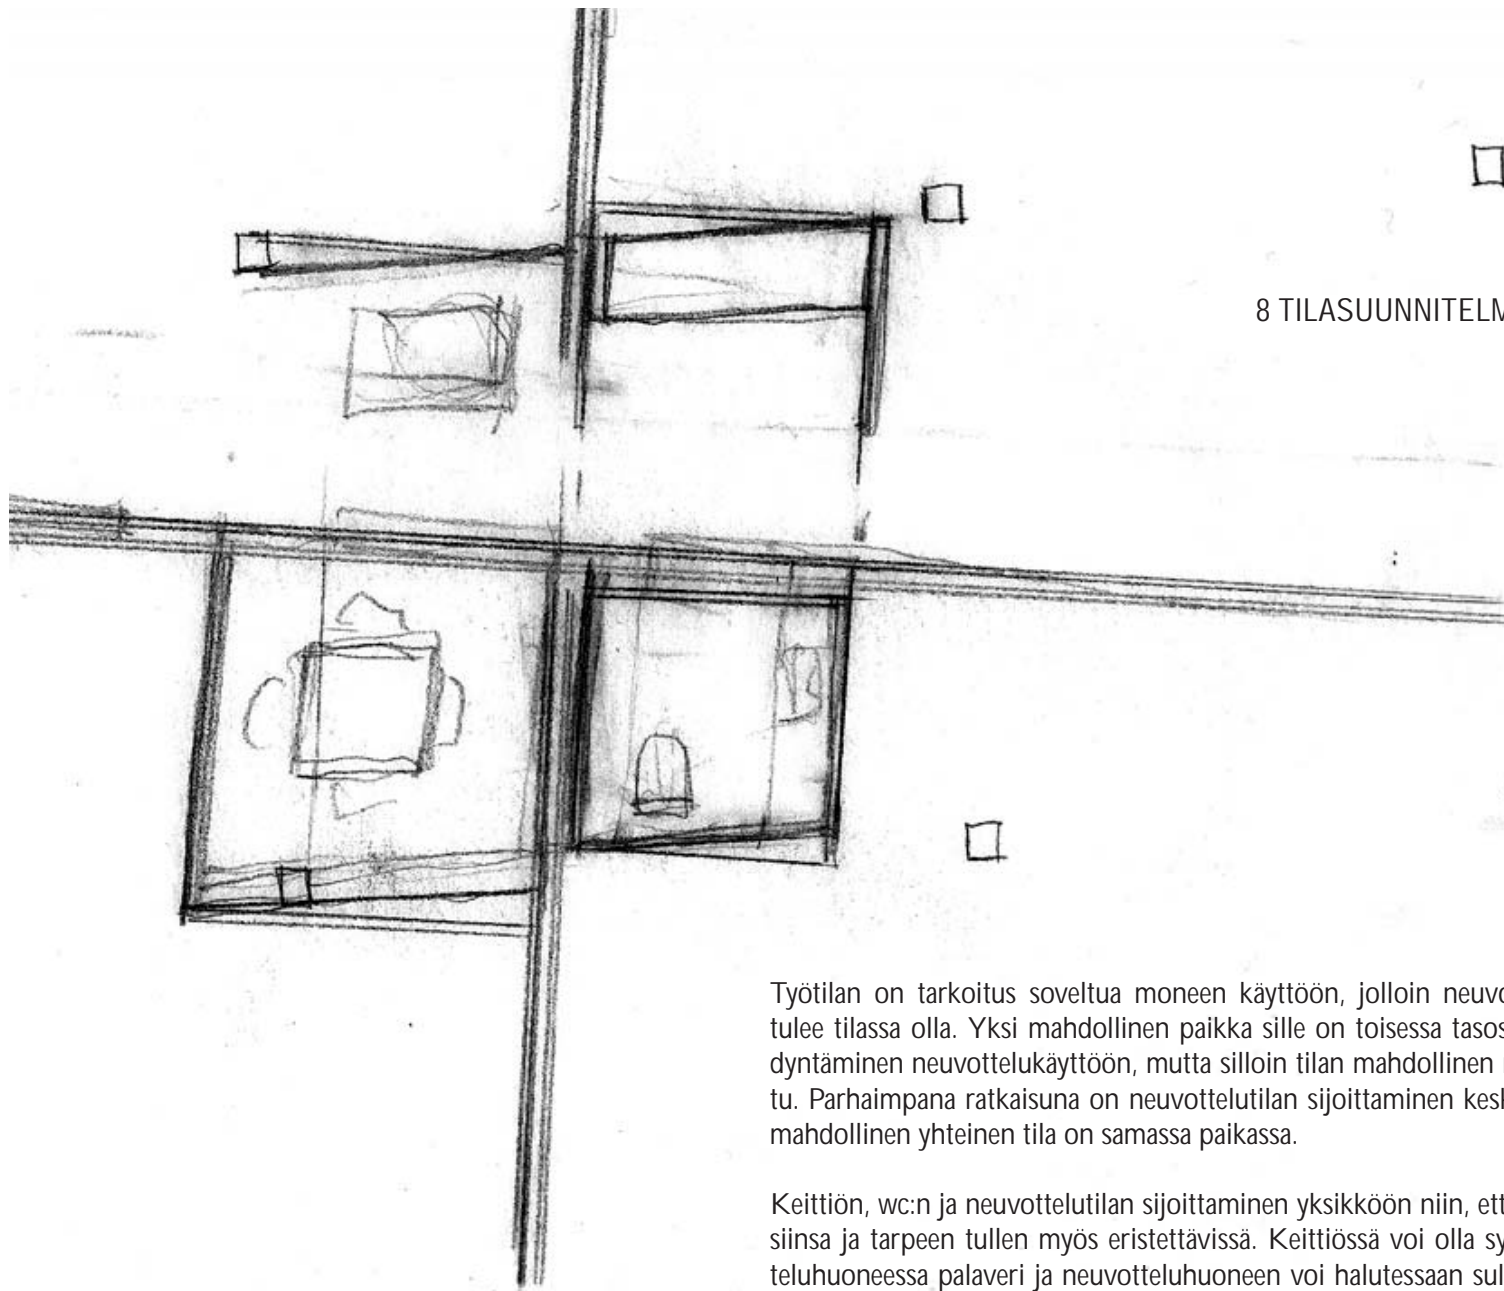 8 TILASUUNNITELM
Työtilan on tarkoitus soveltua moneen käyttöön, jolloin neuvo
tulee tilassa olla. Yksi mahdollinen paikka sille on toisessa tasos
dyntäminen neuvottelukäyttöön, mutta silloin tilan mahdollinen
tu. Parhaimpana ratkaisuna on neuvottelutilan sijoittaminen kesk
mahdollinen yhteinen tila on samassa paikassa.
Keittiön, wc:n ja neuvottelutilan sijoittaminen yksikköön niin, ett
siinsa ja tarpeen tullen myös eristettävissä. Keittiössä voi olla sy
teluhuoneessa palaveri ja neuvotteluhuoneen voi halutessaan sul